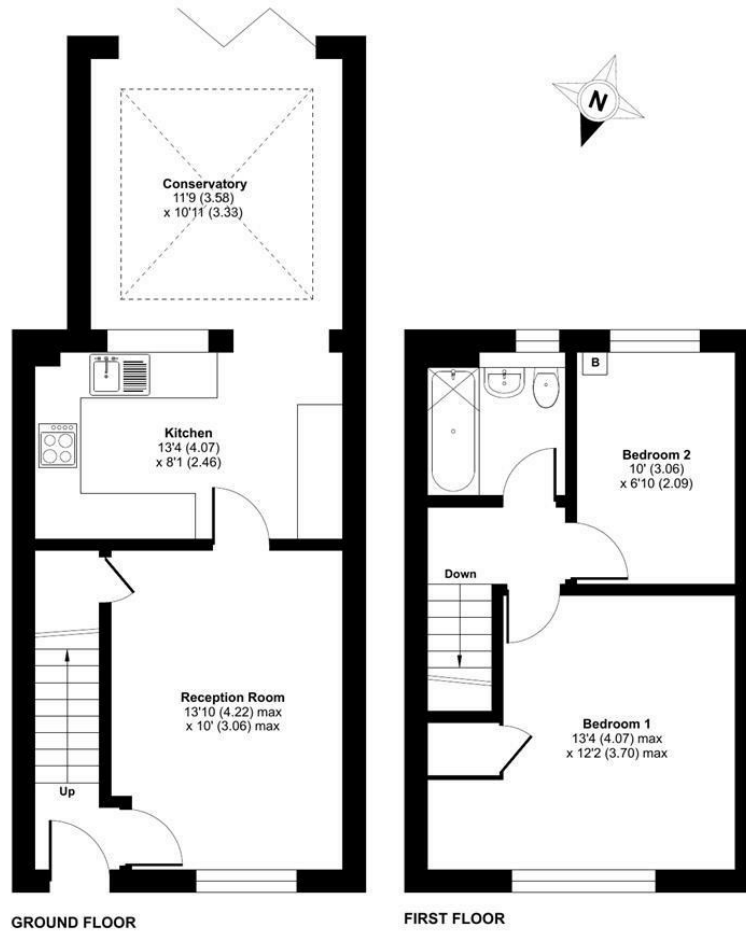 N
Conservatory
11'9 (3.58)
x 10'11 (3.33)
Kitchen
13'4 (4.07)
x 8'1 (2.46)
Reception Room
13'10 (4.22) max
x 10' (3.06) max
Up
GROUND FLOOR
B
Bedroom 2
10' (3.06)
x 6'10 (2.09)
Down
Bedroom 1
13'4 (4.07) max
x 12'2 (3.70) max
FIRST FLOOR